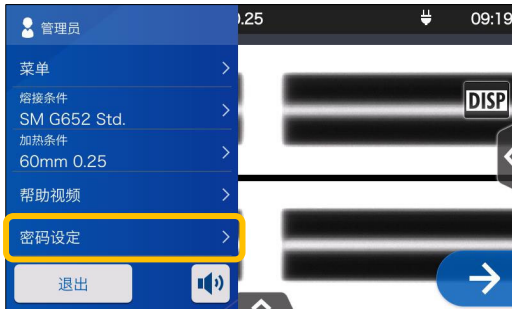 管理员
.25
09:19
菜单
熔接条件
SM G652 Std.
DISP
加热条件
60mm 0.25
帮助视频
密码设定
退出